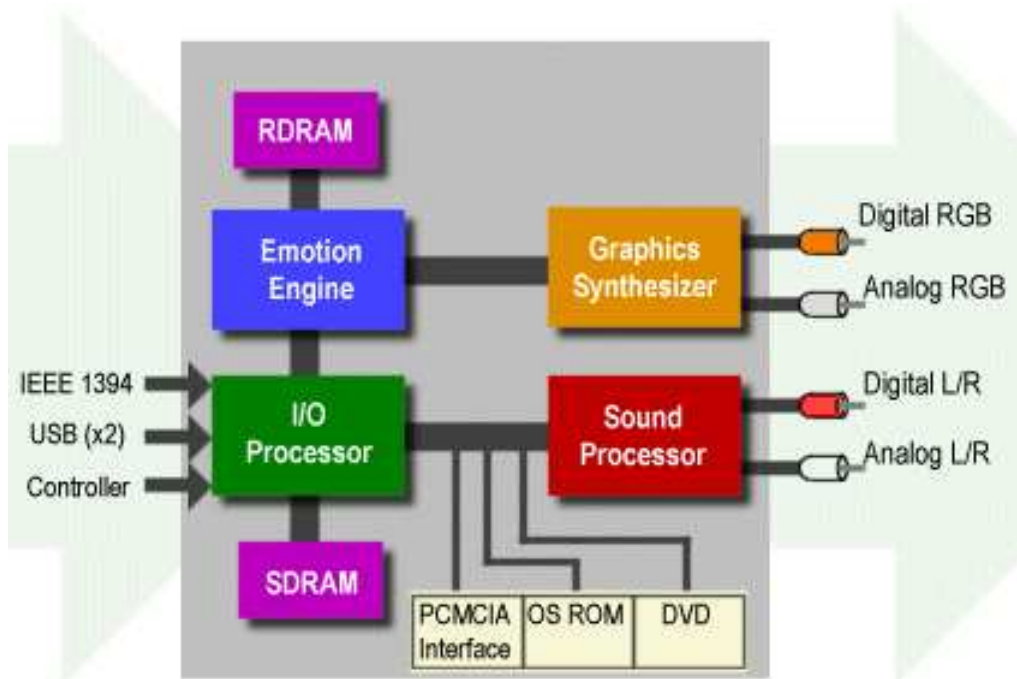 RDRAM
Emotion
Engine
Graphics
Synthesizer
Digital RGB
Analog RGB
IEEE 1394
USB (x2)
Controller
I/O
Processor
Sound
Processor
Digital L/R
Analog L/R
SDRAM
PCMCIA
Interface
OS ROM
DVD